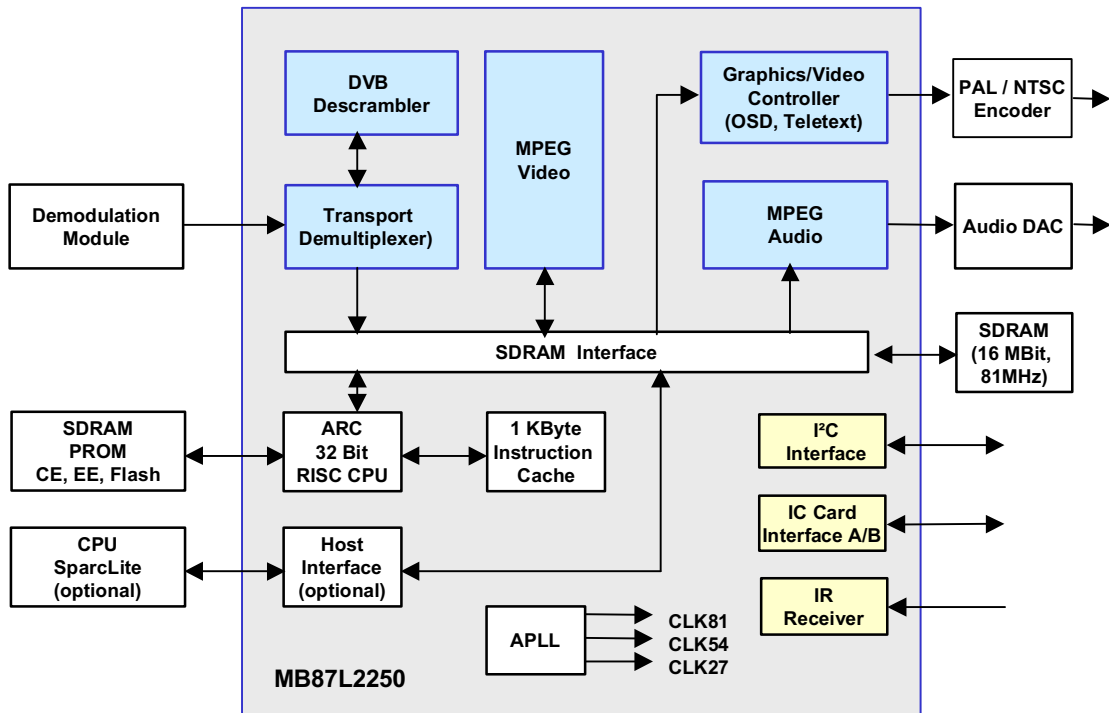 DVB
Descrambler
MPEG
Video
Graphics/Video
Controller
(OSD, Teletext)
PAL / NTSC
Encoder
Demodulation
Module
Transport
Demultiplexer)
MPEG
Audio
Audio DAC
SDRAM Interface
SDRAM
(16 MBit,
81MHz)
SDRAM
PROM
CE, EE, Flash
ARC
32 Bit
RISC CPU
1 KByte
Instruction
Cache
I²C
Interface
IC Card
Interface A/B
CPU
SparcLite
(optional)
Host
Interface
(optional)
IR
Receiver
APLL
CLK81
CLK54
CLK27
MB87L2250